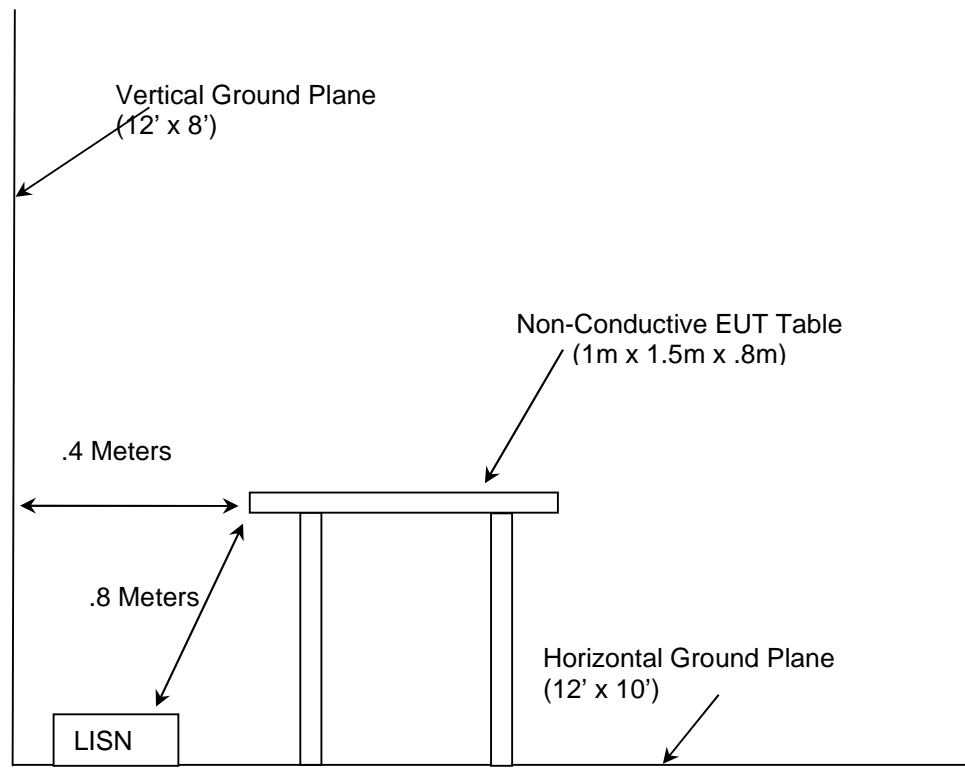 Vertical Ground Plane
(12’ x 8’)
Non-Conductive EUT Table
(1m x 1.5m x .8m)
.4 Meters
.8 Meters
Horizontal Ground Plane
(12’ x 10’)
LISN